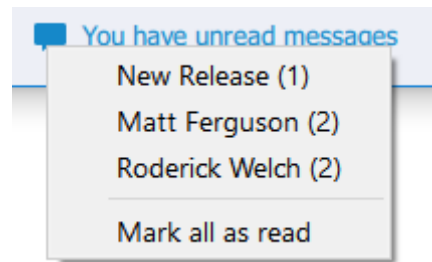 You have unread messages
New Release (1)
Matt Ferguson (2)
Roderick Welch (2)
Mark all as read